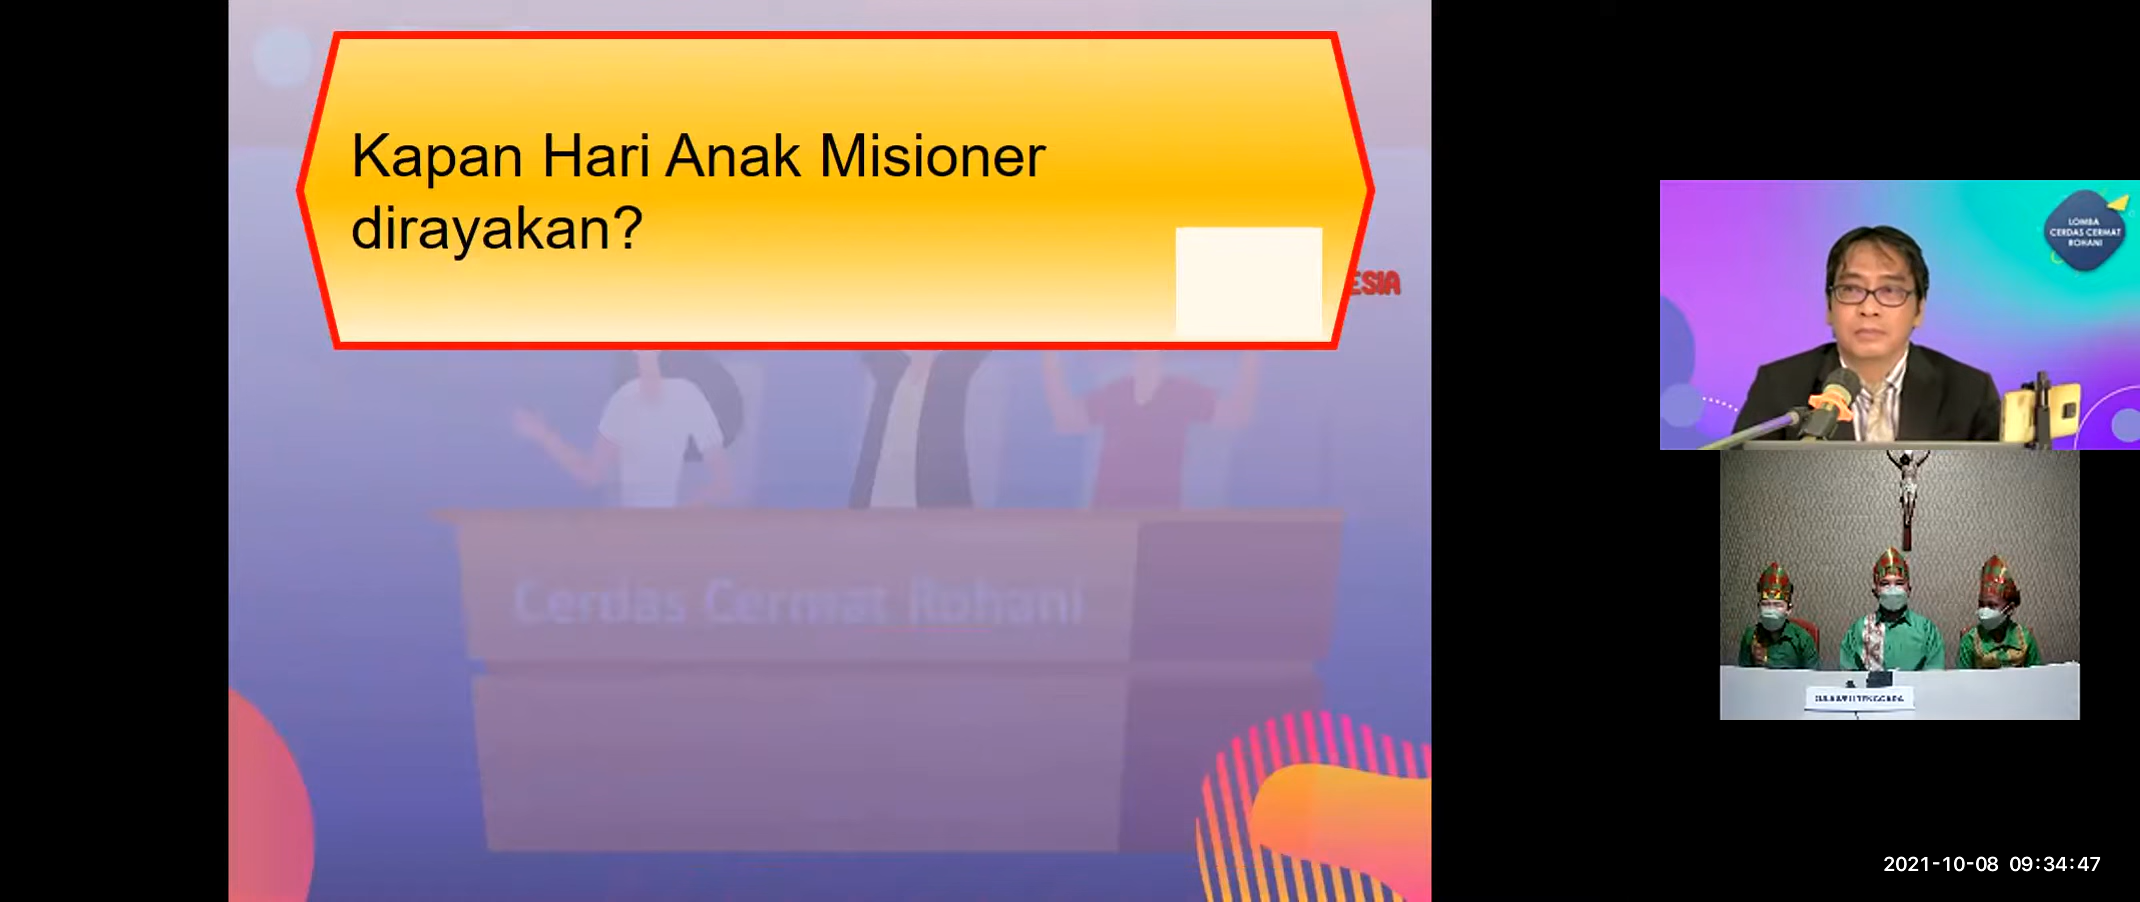 Kapan Hari Anak Misioner
dirayakan?
ESIA
Cerdas Cermat Rohani
LOMBA
CERDAS CERMAT
ROHANI
2021-10-08 09:34:47